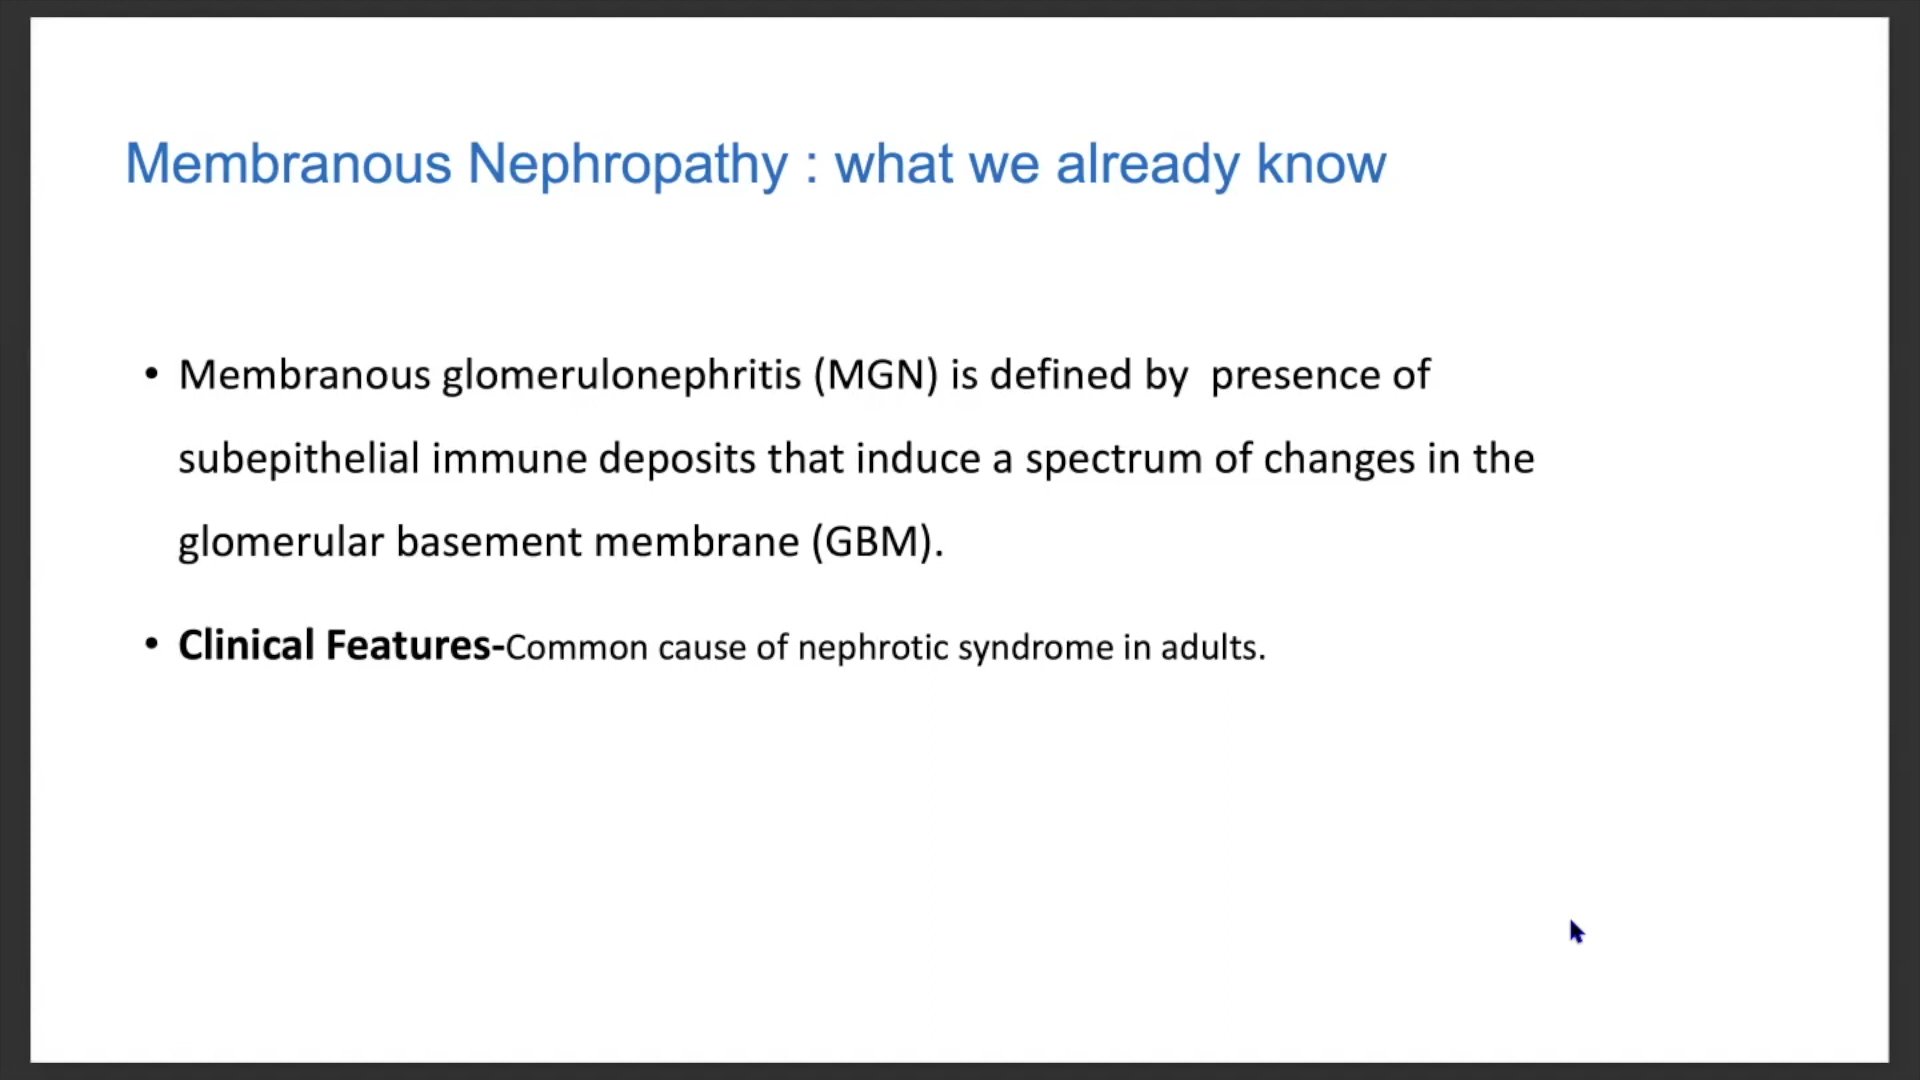 Membranous Nephropathy : what we already know
• Membranous glomerulonephritis (MGN) is defined by  presence of
subepithelial immune deposits that induce a spectrum of changes in the
glomerular basement membrane (GBM).
• Clinical Features-Common cause of nephrotic syndrome in adults.